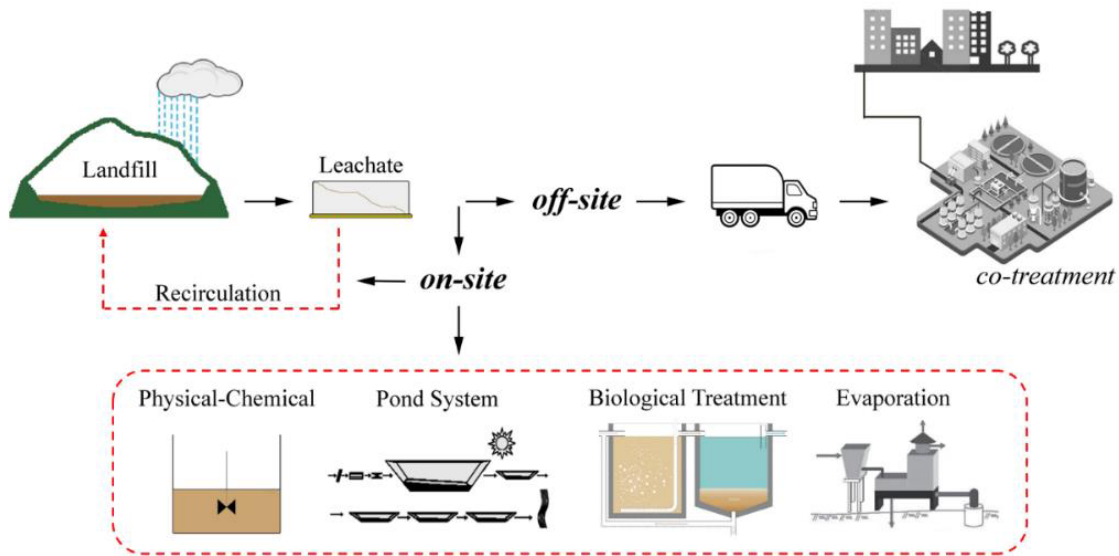 Landfill
Leachate
off-site
on-site
co-treatment
Recirculation
Physical-Chemical
Pond System
Biological Treatment
Evaporation